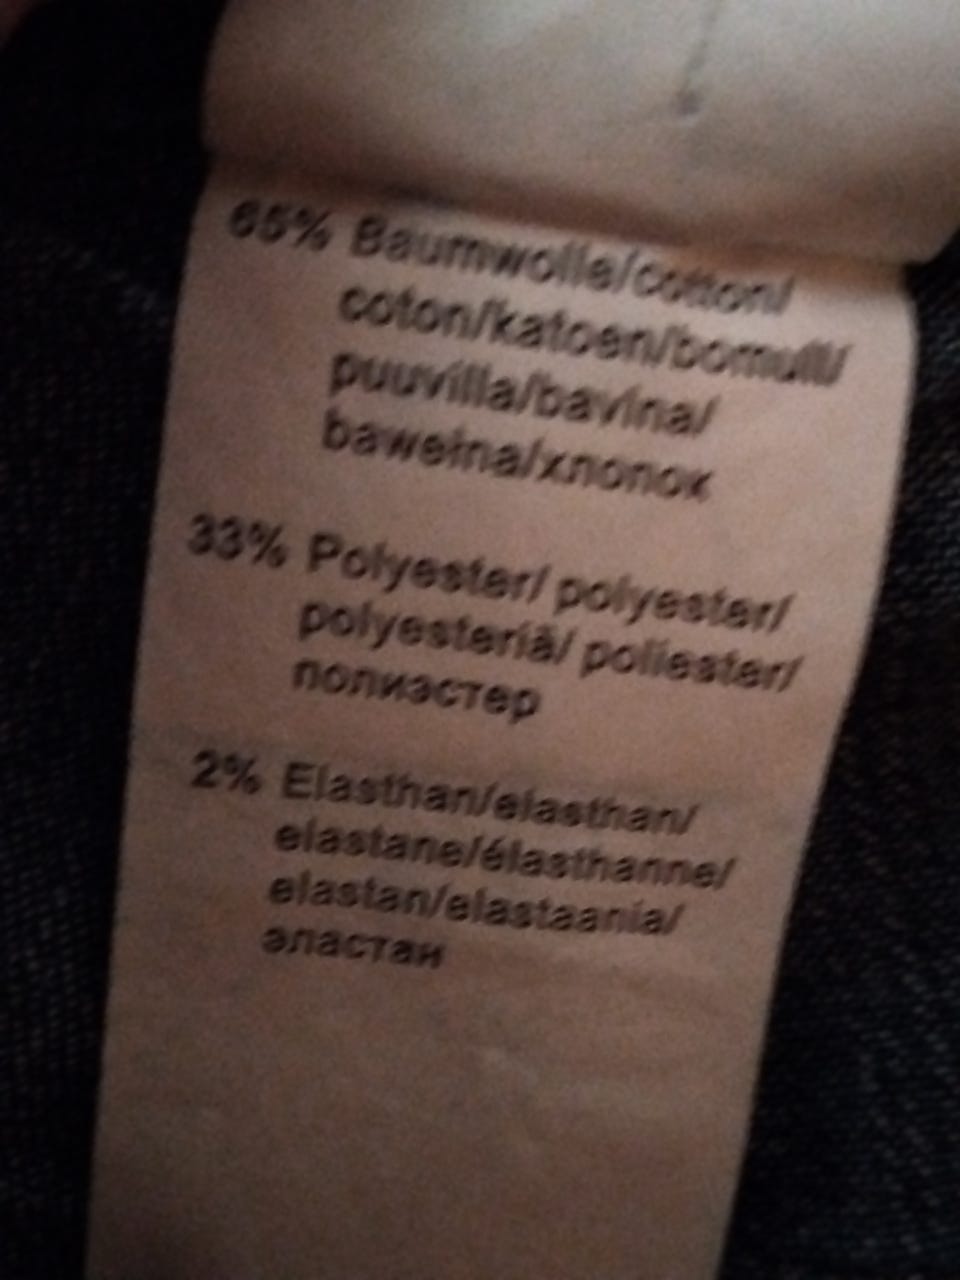 65% Baumwolle/cotton/
coton/katoen/bomull/
puuvilla/bavlna/
bawełna/хлопок
33% Polyester/ polyester/
polyesteriä/ poliester/
полиэстер
2% Elasthan/elasthan/
elastane/élasthanne/
elastan/elastaania/
эластан